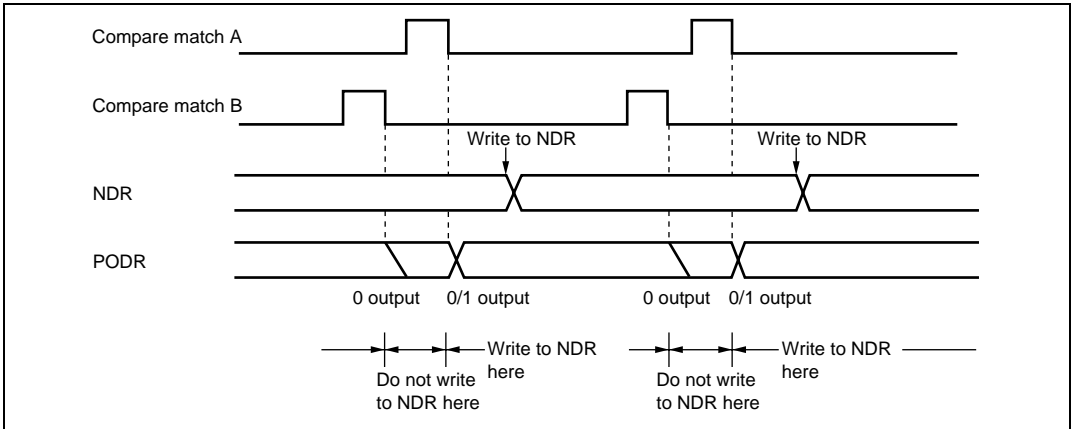 Compare match A
Compare match B
Write to NDR
Write to NDR
NDR
PODR
0 output
0/1 output
0 output
0/1 output
Write to NDR
here
Do not write
to NDR here
Write to NDR
here
Do not write
to NDR here